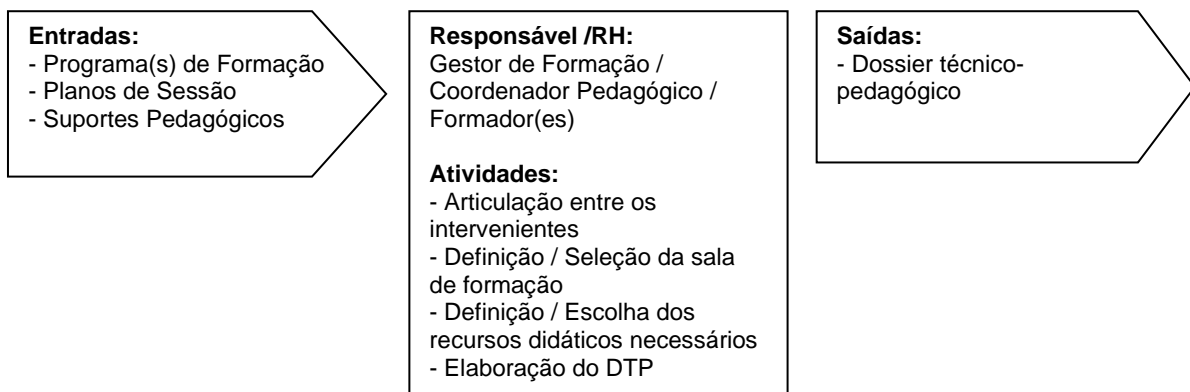 Entradas:
- Programa(s) de Formação
- Planos de Sessão
- Suportes Pedagógicos
Responsável /RH:
Gestor de Formação /
Coordenador Pedagógico /
Formador(es)
Atividades:
- Articulação entre os
intervenientes
- Definição / Seleção da sala
de formação
- Definição / Escolha dos
recursos didáticos necessários
- Elaboração do DTP
Saídas:
- Dossier técnico-
pedagógico